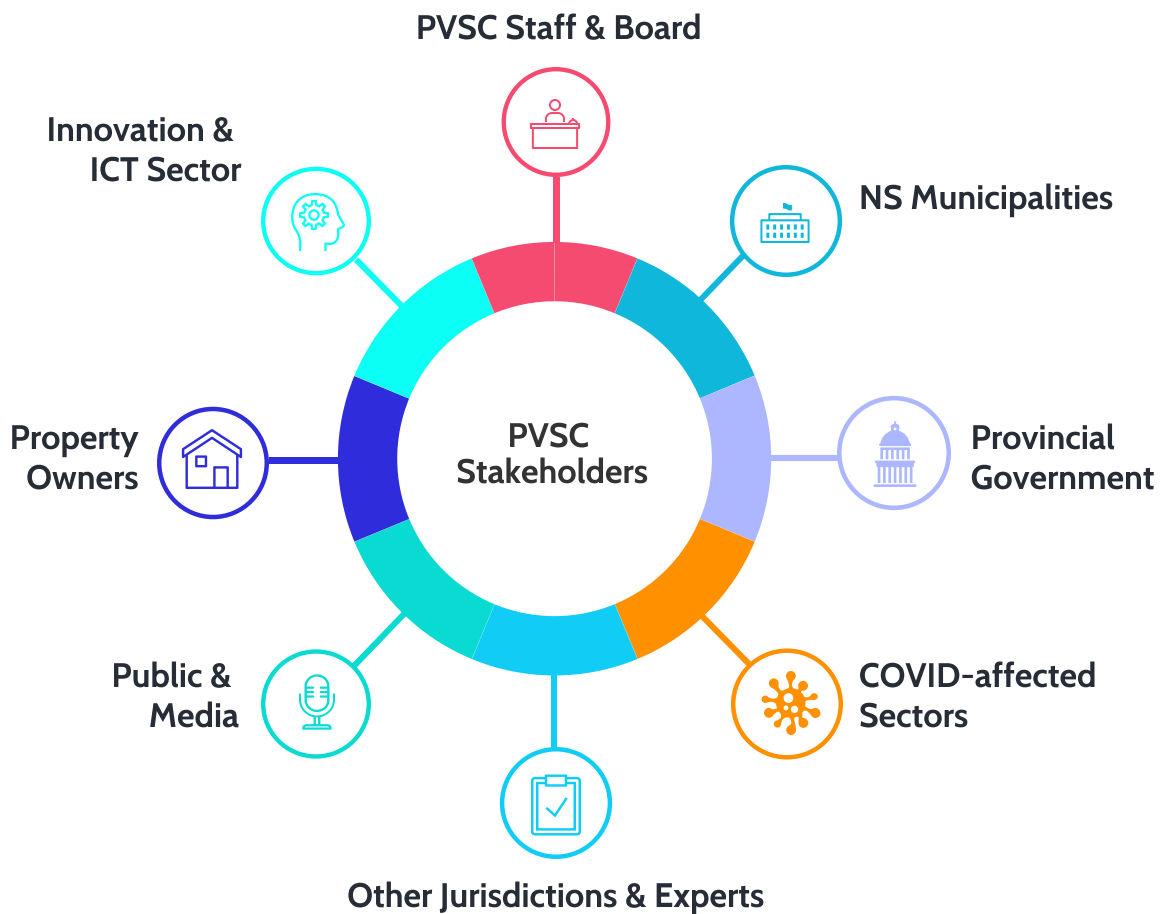 PVSC Staff & Board
Innovation &
ICT Sector
NS Municipalities
Property
Owners
PVSC
Stakeholders
Provincial
Government
Public &
Media
COVID-affected
Sectors
Other Jurisdictions & Experts